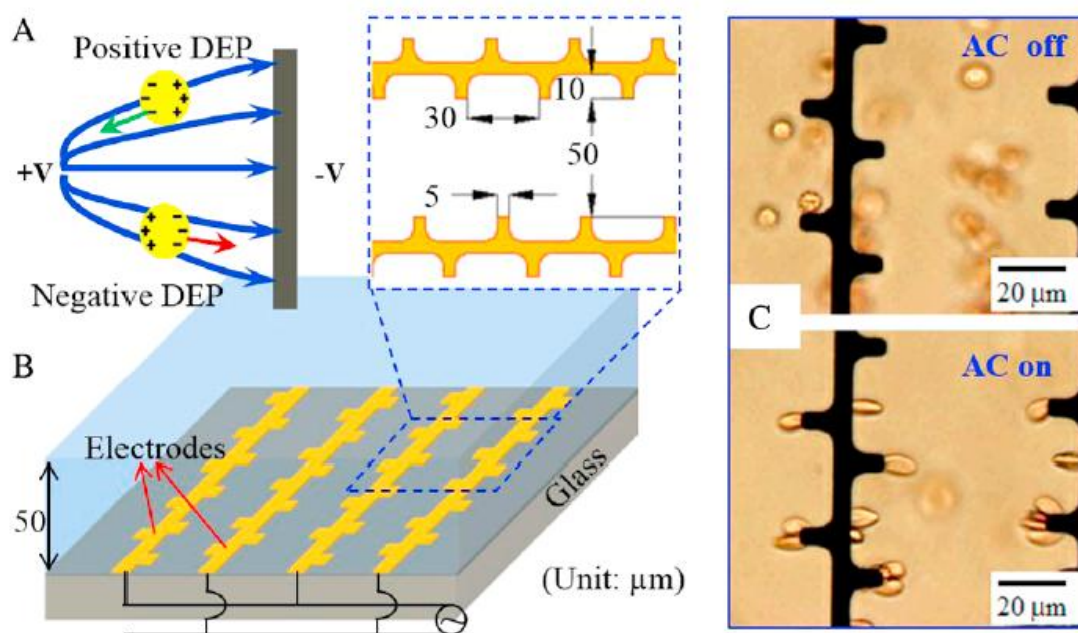 A
Positive DEP
+V
-V
Negative DEP
10
30
50
5
B
Electrodes
50
Glass
(Unit: μm)
AC off
20 μm
C
AC on
20 μm